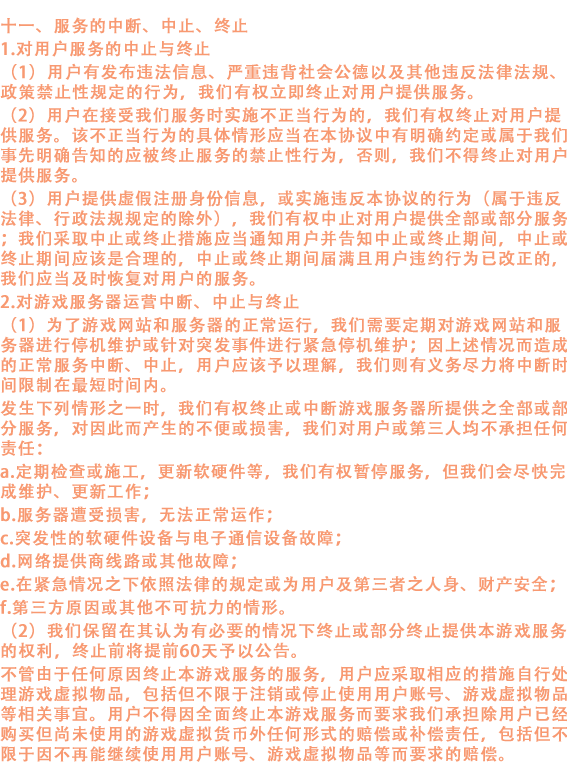 十一、服务的中断、中止、终止
1.对用户服务的中止与终止
（1）用户有发布违法信息、严重违背社会公德以及其他违反法律法规、
政策禁止性规定的行为，我们有权立即终止对用户提供服务。
（2）用户在接受我们服务时实施不正当行为的，我们有权终止对用户提
供服务。该不正当行为的具体情形应当在本协议中有明确约定或属于我们
事先明确告知的应被终止服务的禁止性行为，否则，我们不得终止对用户
提供服务。
（3）用户提供虚假注册身份信息，或实施违反本协议的行为（属于违反
法律、行政法规规定的除外），我们有权中止对用户提供全部或部分服务
；我们采取中止或终止措施应当通知用户并告知中止或终止期间，中止或
终止期间应该是合理的，中止或终止期间届满且用户违约行为已改正的，
我们应当及时恢复对用户的服务。
2.对游戏服务器运营中断、中止与终止
（1）为了游戏网站和服务器的正常运行，我们需要定期对游戏网站和服
务器进行停机维护或针对突发事件进行紧急停机维护；因上述情况而造成
的正常服务中断、中止，用户应该予以理解，我们则有义务尽力将中断时
间限制在最短时间内。
发生下列情形之一时，我们有权终止或中断游戏服务器所提供之全部或部
分服务，对因此而产生的不便或损害，我们对用户或第三人均不承担任何
责任：
a.定期检查或施工，更新软硬件等，我们有权暂停服务，但我们会尽快完
成维护、更新工作；
b.服务器遭受损害，无法正常运作；
c.突发性的软硬件设备与电子通信设备故障；
d.网络提供商线路或其他故障；
e.在紧急情况之下依照法律的规定或为用户及第三者之人身、财产安全；
f.第三方原因或其他不可抗力的情形。
（2）我们保留在其认为有必要的情况下终止或部分终止提供本游戏服务
的权利，终止前将提前60天予以公告。
不管由于任何原因终止本游戏服务的服务，用户应采取相应的措施自行处
理游戏虚拟物品，包括但不限于注销或停止使用用户账号、游戏虚拟物品
等相关事宜。用户不得因全面终止本游戏服务而要求我们承担除用户已经
购买但尚未使用的游戏虚拟货币外任何形式的赔偿或补偿责任，包括但不
限于因不再能继续使用用户账号、游戏虚拟物品等而要求的赔偿。